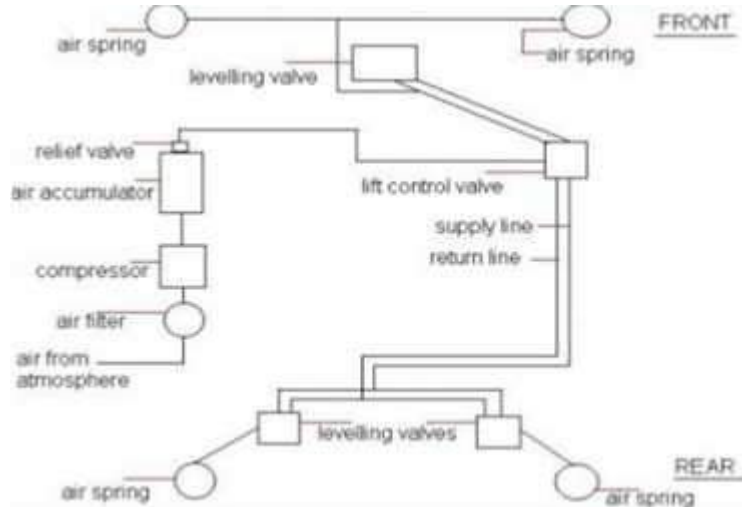 FRONT
air spring
air spring
levelling valve
relief valve
air accumulator
lift control valve
supply line
return line
compressor
air filter
air from
atmosphere
levelling valves
REAR
air spring
air spring